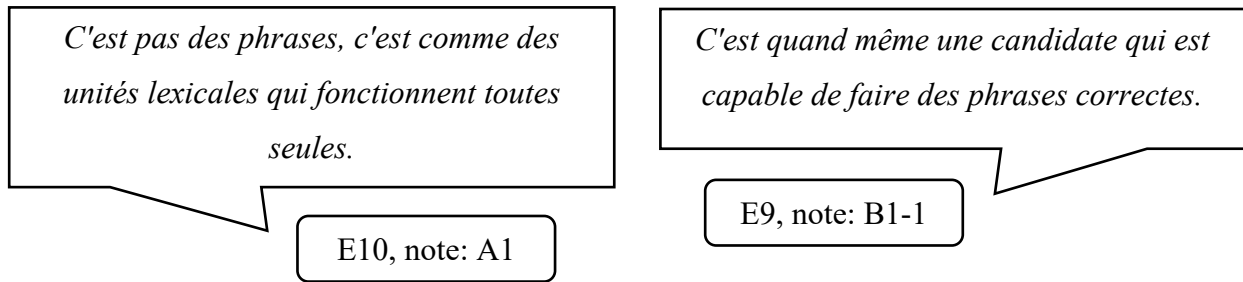 C'est pas des phrases, c'est comme des
unités lexicales qui fonctionnent toutes
seules.
E10, note: A1
C'est quand même une candidate qui est
capable de faire des phrases correctes.
E9, note: B1-1